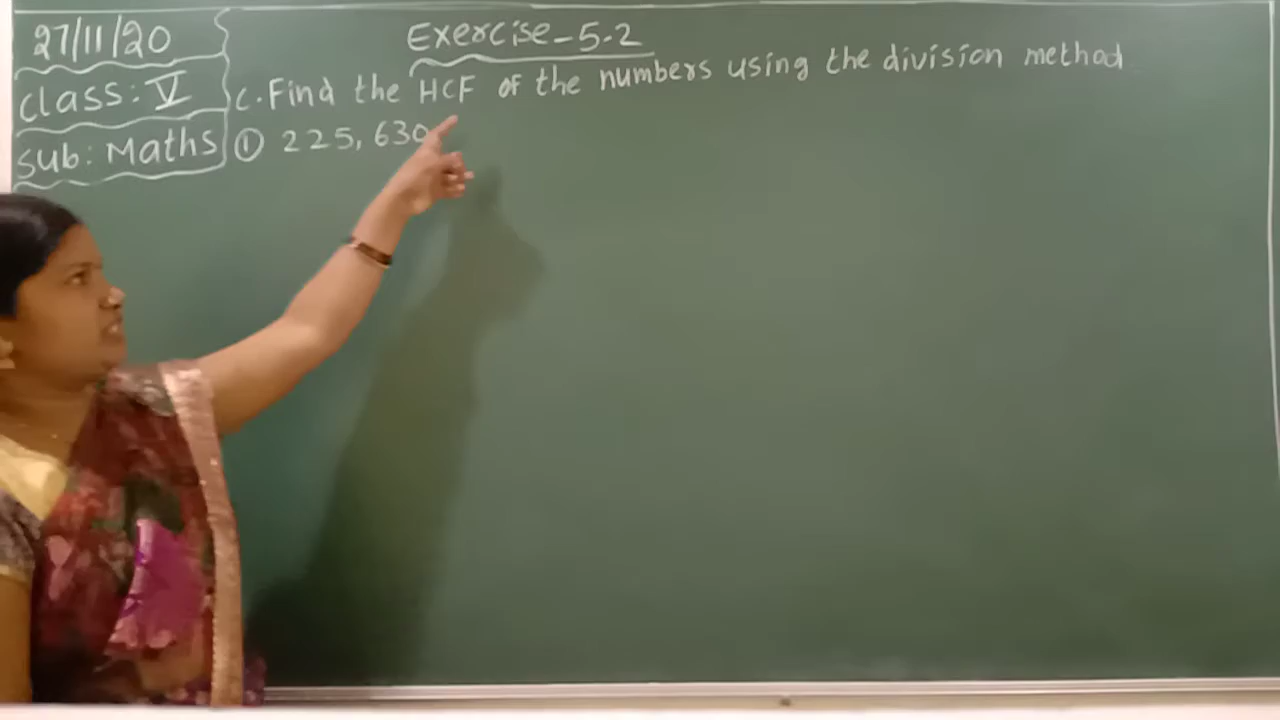 27/11/20
Class: V
Sub: Maths
Exercise-5.2
C. Find the HCF of the numbers using the division method
① 225, 630